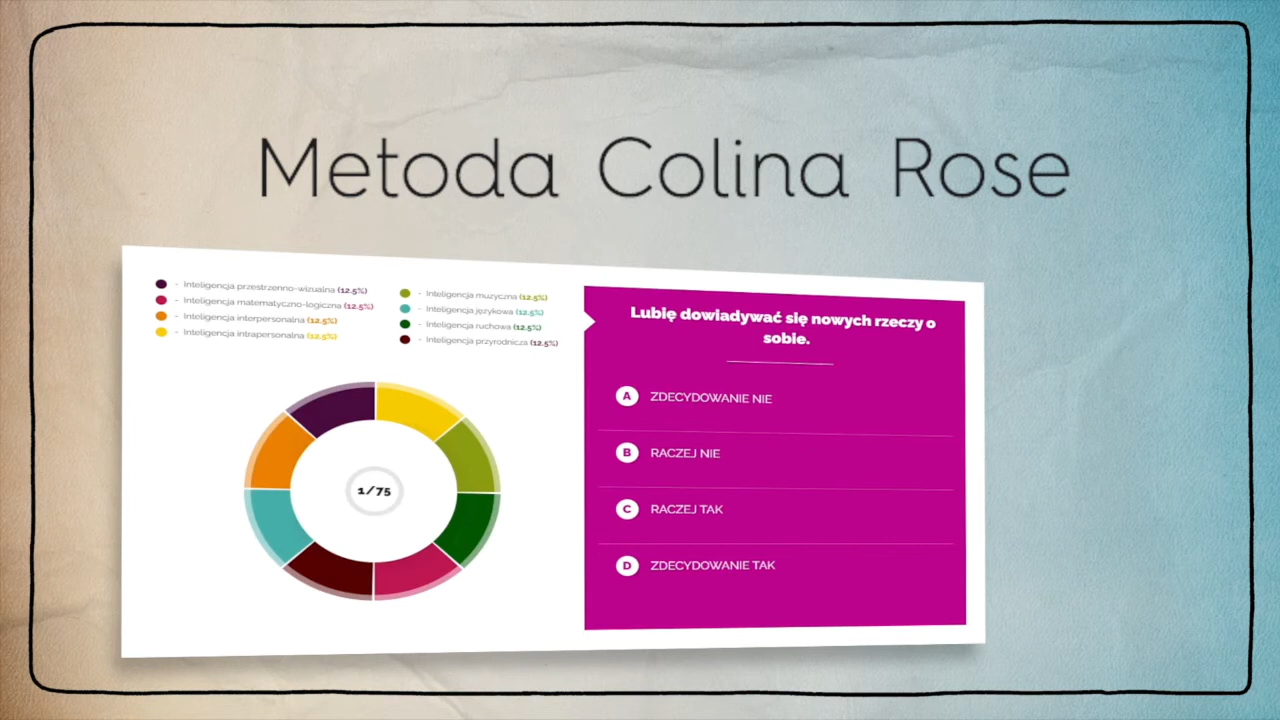 Metoda Colina Rose
- Inteligencja przestrzenno-wizualna (12.5%)
- Inteligencja matematyczno-logiczna (12.5%)
- Inteligencja interpersonalna (12.5%)
- Inteligencja intrapersonalna (12.5%)
- Inteligencja muzyczna (12.5%)
- Inteligencja językowa (12.5%)
- Inteligencja ruchowa (12.5%)
- Inteligencja przyrodnicza (12.5%)
1/75
Lubię dowiadywać się nowych rzeczy o
sobie.
A ZDECYDOWANIE NIE
B RACZEJ NIE
C RACZEJ TAK
D ZDECYDOWANIE TAK